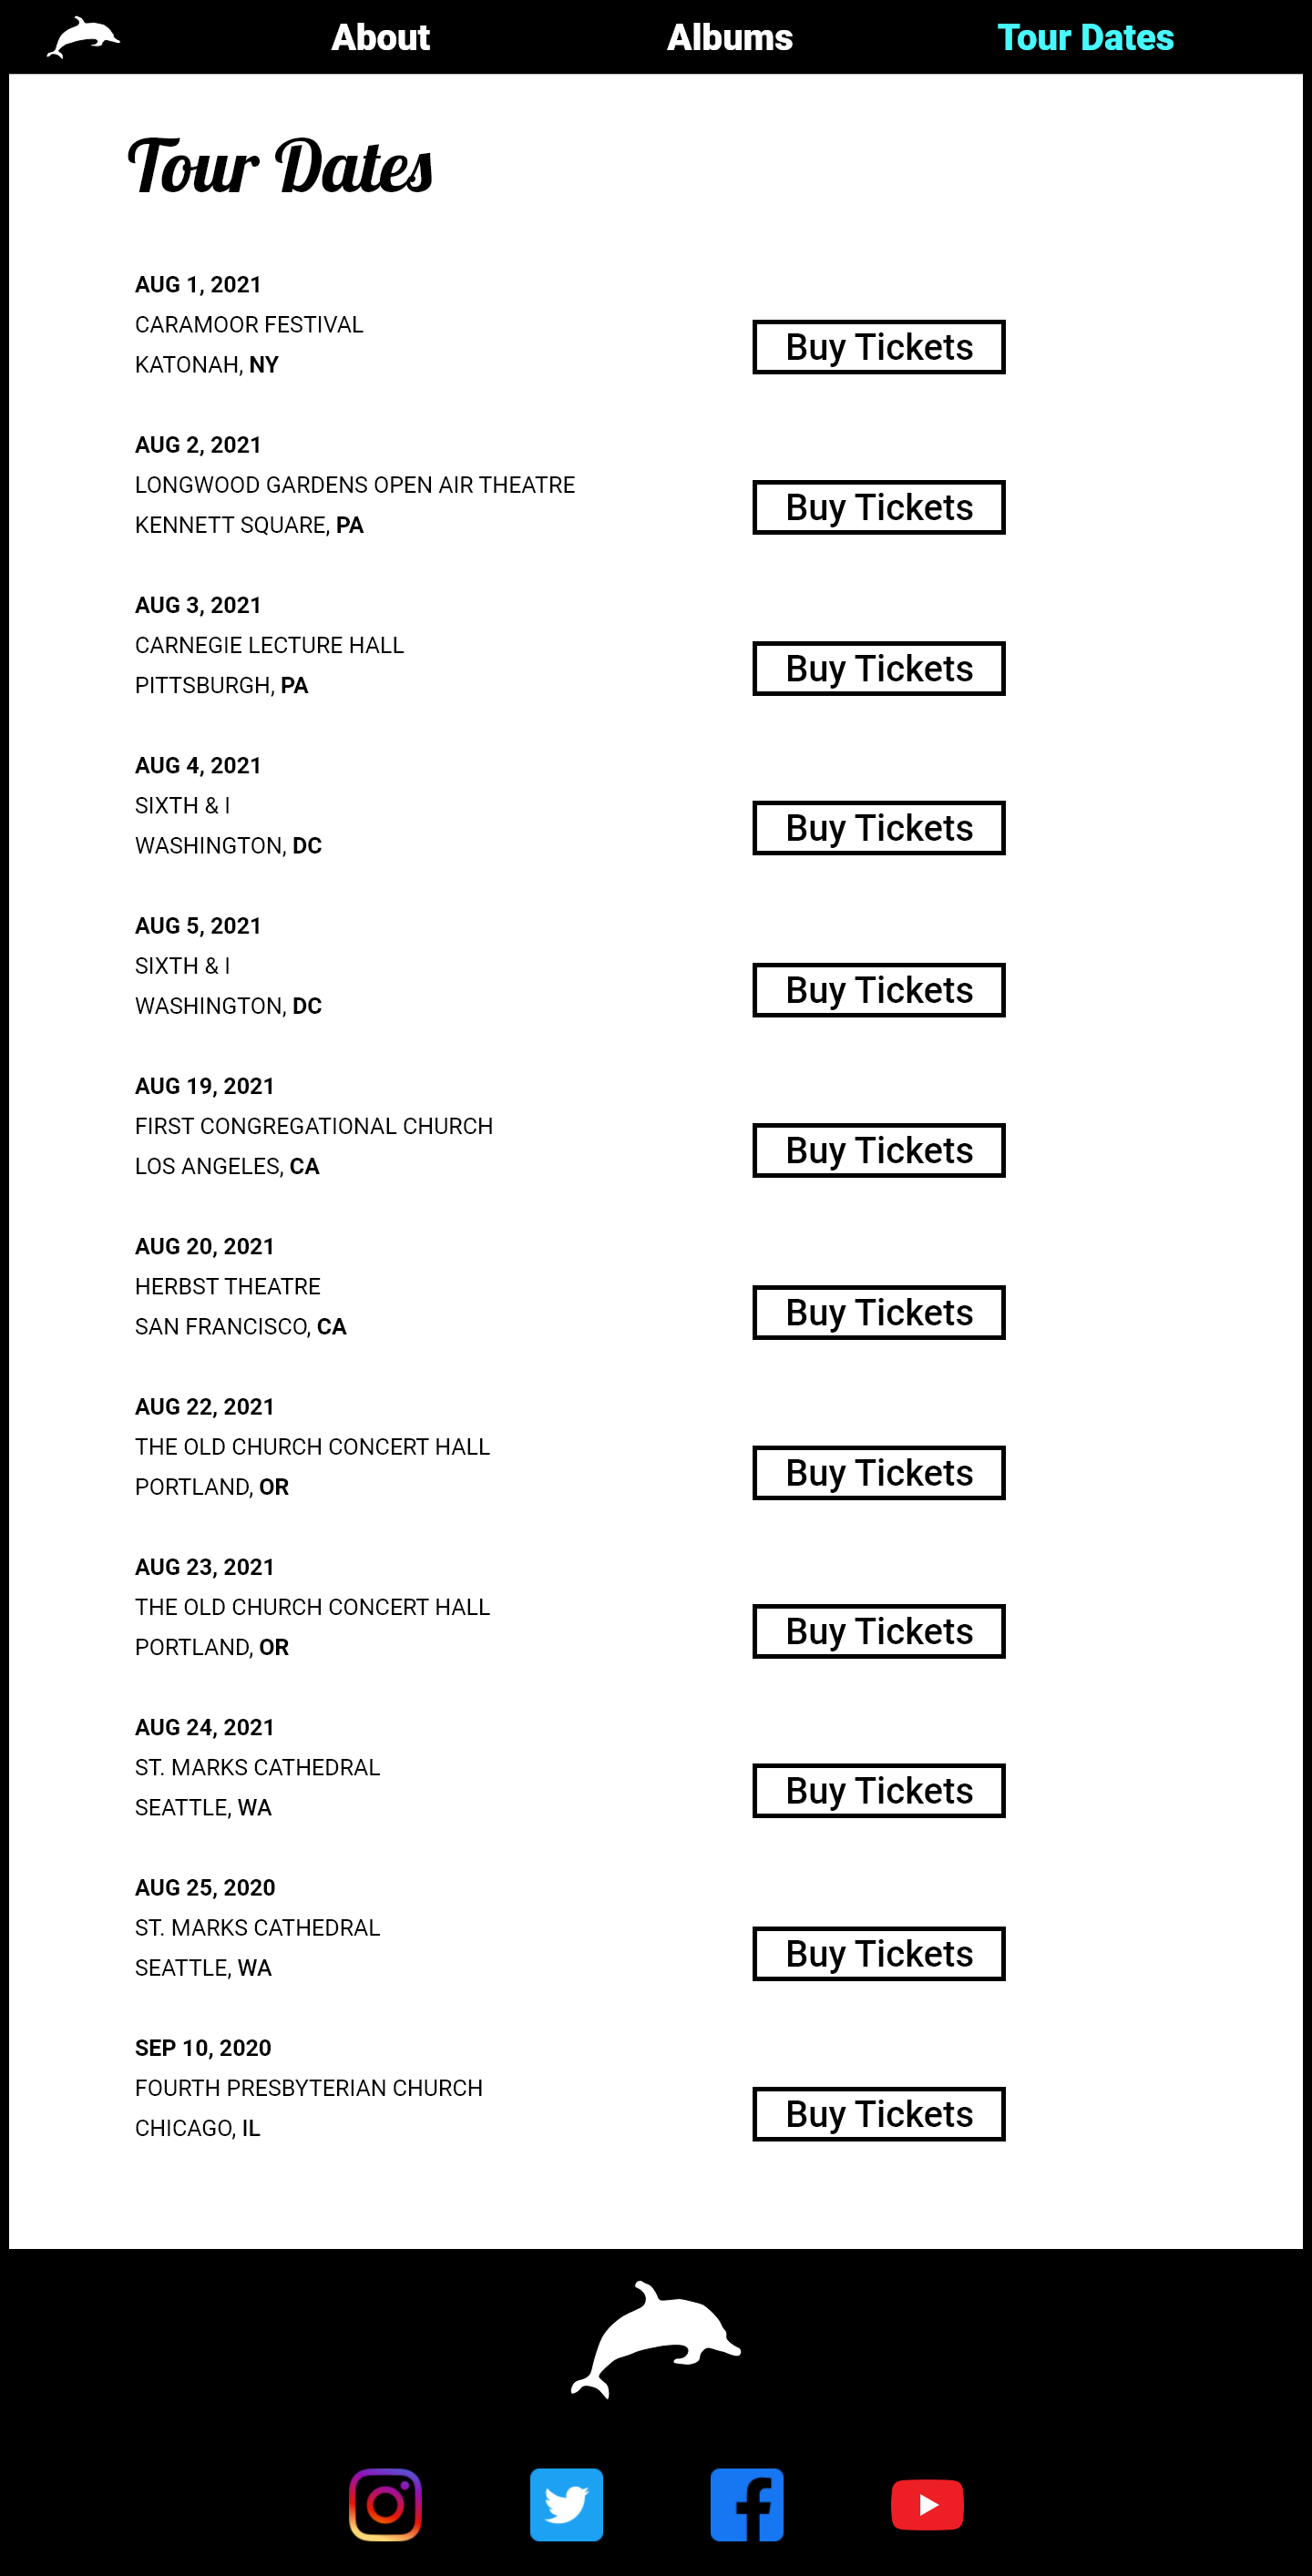 About Albums Tour Dates
Tour Dates
AUG 1, 2021
CARAMOOR FESTIVAL
KATONAH, NY
Buy Tickets
AUG 2, 2021
LONGWOOD GARDENS OPEN AIR THEATRE
KENNETT SQUARE, PA
Buy Tickets
AUG 3, 2021
CARNEGIE LECTURE HALL
PITTSBURGH, PA
Buy Tickets
AUG 4, 2021
SIXTH & I
WASHINGTON, DC
Buy Tickets
AUG 5, 2021
SIXTH & I
WASHINGTON, DC
Buy Tickets
AUG 19, 2021
FIRST CONGREGATIONAL CHURCH
LOS ANGELES, CA
Buy Tickets
AUG 20, 2021
HERBST THEATRE
SAN FRANCISCO, CA
Buy Tickets
AUG 22, 2021
THE OLD CHURCH CONCERT HALL
PORTLAND, OR
Buy Tickets
AUG 23, 2021
THE OLD CHURCH CONCERT HALL
PORTLAND, OR
Buy Tickets
AUG 24, 2021
ST. MARKS CATHEDRAL
SEATTLE, WA
Buy Tickets
AUG 25, 2020
ST. MARKS CATHEDRAL
SEATTLE, WA
Buy Tickets
SEP 10, 2020
FOURTH PRESBYTERIAN CHURCH
CHICAGO, IL
Buy Tickets